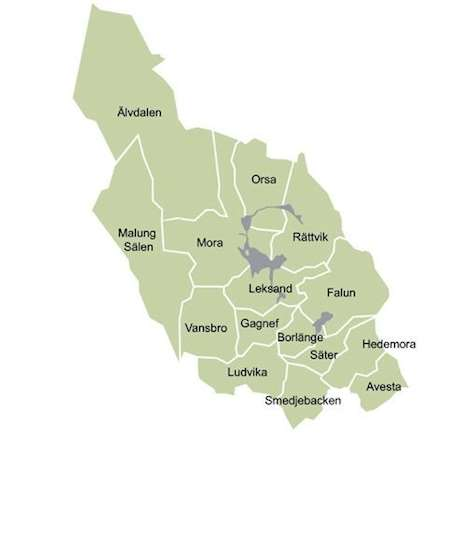 Älvdalen
Orsa
Malung
Sälen
Mora
Rättvik
Leksand
Falun
Vansbro
Gagnef
Borlänge
Hedemora
Säter
Ludvika
Avesta
Smedjebacken